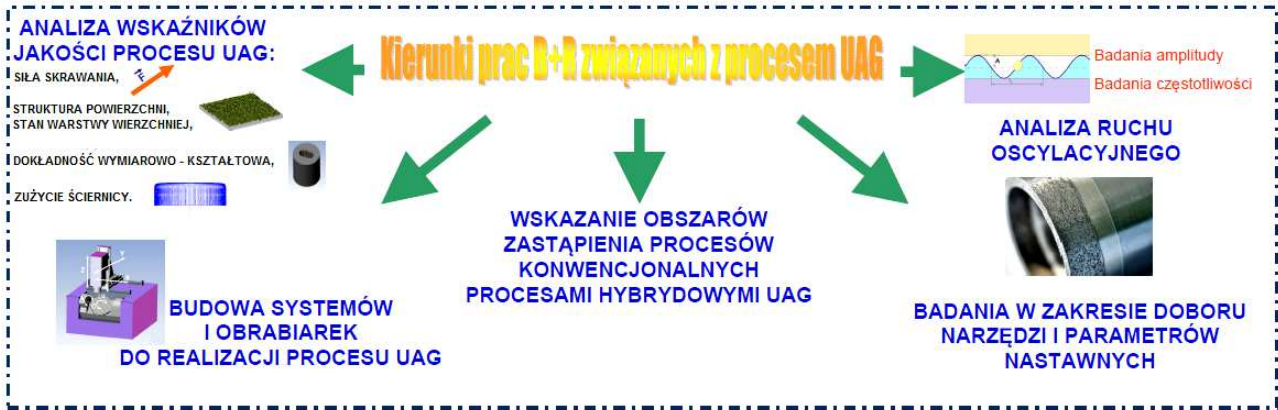 Kierunki prac B+R związanych z procesem UAG
ANALIZA WSKAŹNIKÓW
JAKOŚCI PROCESU UAG:
SIŁA SKRAWANIA,
F
STRUKTURA POWIERZCHNI,
STAN WARSTWY WIERZCHNIEJ,
DOKŁADNOŚĆ WYMIAROWO - KSZTAŁTOWA,
ZUŻYCIE ŚCIERNICY.
BUDOWA SYSTEMÓW
I OBRABIAREK
DO REALIZACJI PROCESU UAG
WSKAZANIE OBSZARÓW
ZASTĄPIENIA PROCESÓW
KONWENCJONALNYCH
PROCESAMI HYBRYDOWYMI UAG
A
Badania amplitudy
Badania częstotliwości
ANALIZA RUCHU
OSCYLACYJNEGO
BADANIA W ZAKRESIE DOBORU
NARZĘDZI I PARAMETRÓW
NASTAWNYCH